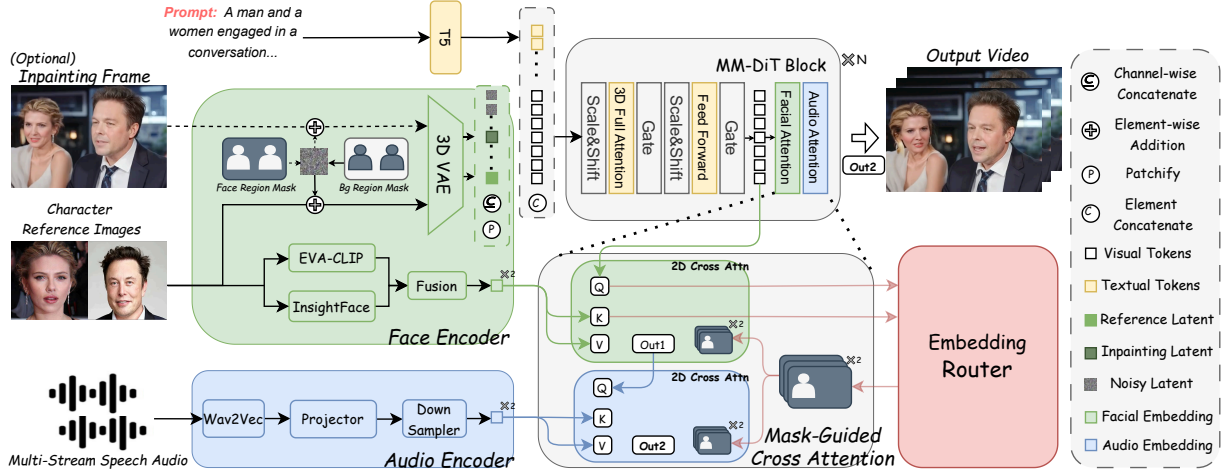 Prompt: A man and a
women engaged in a
conversation...
T5
(Optional)
Inpainting Frame
Face Region Mask
Bg Region Mask
3D VAE
C
P
C
Character
Reference Images
EVA-CLIP
InsightFace
Fusion
×2
Face Encoder
Multi-Stream Speech Audio
Wav2Vec
Projector
Down
Sampler
×2
Audio Encoder
MM-DiT Block
×N
Scale&Shift
3D Full Attention
Gate
Scale&Shift
Feed Forward
Gate
Facial Attention
Audio Attention
Out2
Output Video
2D Cross Attn
Q
K
V
Out1
×2
2D Cross Attn
Q
K
V
Out2
×2
×2
Mask-Guided
Cross Attention
Embedding
Router
C
Channel-wise
Concatenate
Element-wise
Addition
P
Patchify
C
Element
Concatenate
Visual Tokens
Textual Tokens
Reference Latent
Inpainting Latent
Noisy Latent
Facial Embedding
Audio Embedding